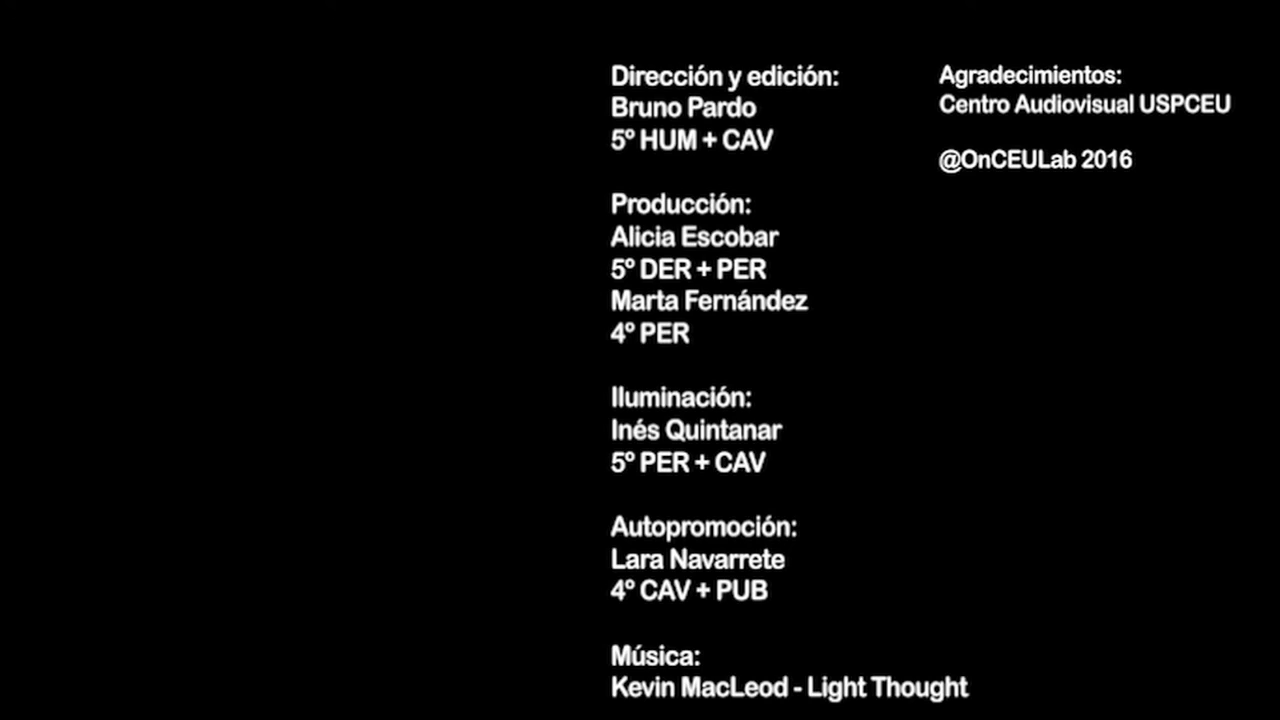 Dirección y edición:
Bruno Pardo
5º HUM + CAV
Producción:
Alicia Escobar
5º DER + PER
Marta Fernández
4º PER
Iluminación:
Inés Quintanar
5º PER + CAV
Autopromoción:
Lara Navarrete
4º CAV + PUB
Música:
Kevin MacLeod - Light Thought
Agradecimientos:
Centro Audiovisual USPCEU
@OnCEULab 2016